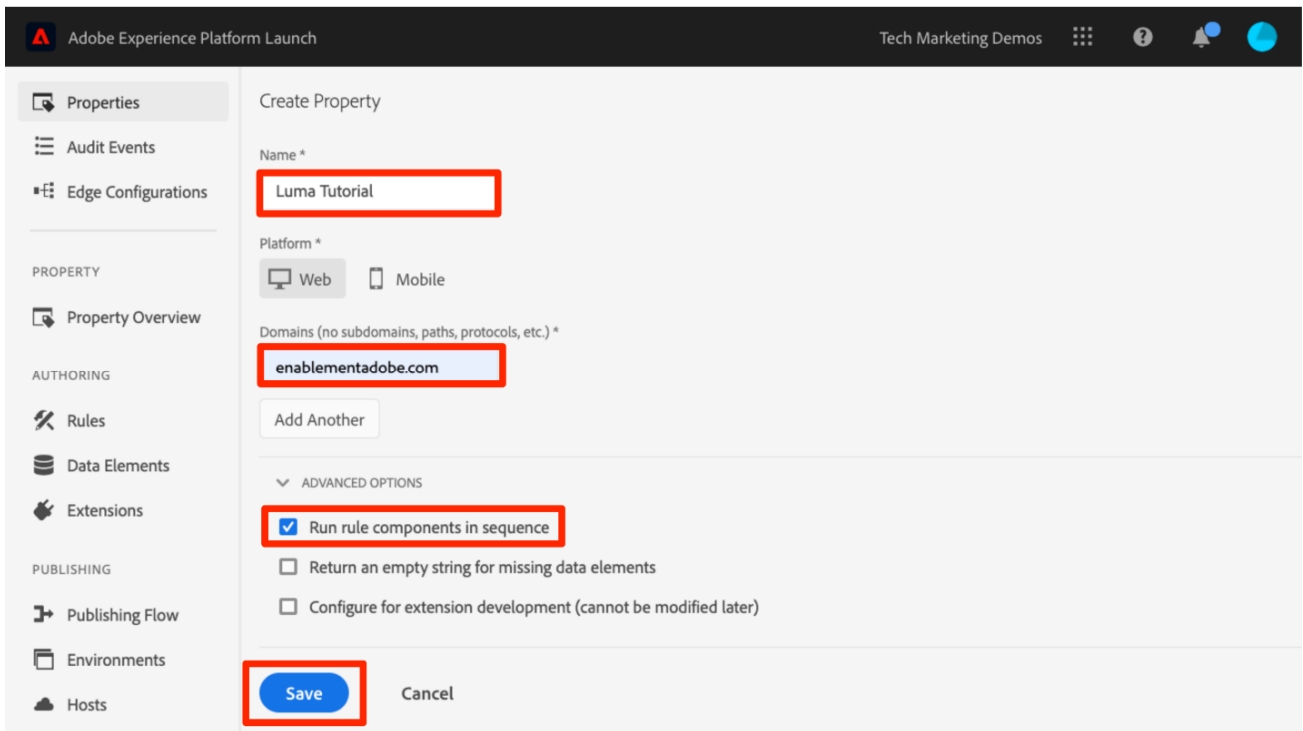 Adobe Experience Platform Launch
Tech Marketing Demos
Properties
Audit Events
Edge Configurations
PROPERTY
Property Overview
AUTHORING
Rules
Data Elements
Extensions
PUBLISHING
Publishing Flow
Environments
Hosts
Create Property
Name *
Luma Tutorial
Platform *
Web Mobile
Domains (no subdomains, paths, protocols, etc.) *
enablementadobe.com
Add Another
ADVANCED OPTIONS
Run rule components in sequence
Return an empty string for missing data elements
Configure for extension development (cannot be modified later)
Save Cancel